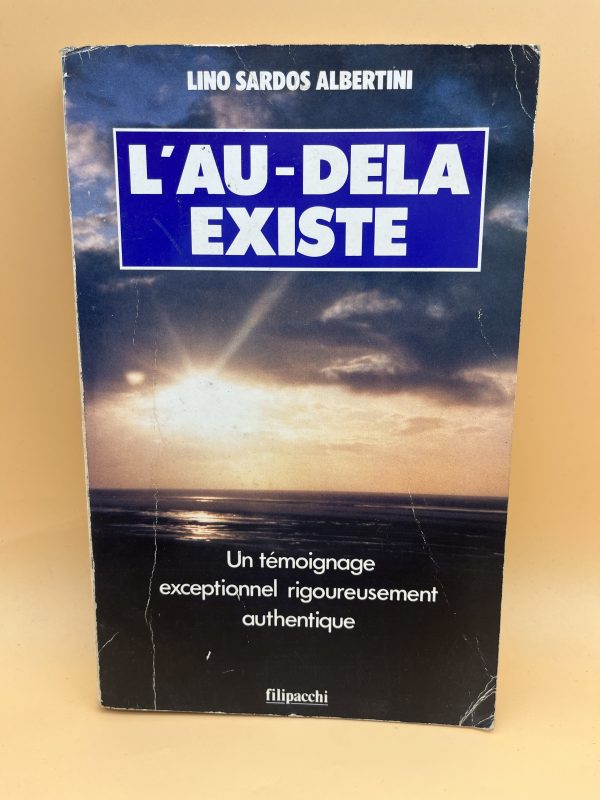 LINO SARDOS ALBERTINI
L'AU-DELA
EXISTE
Un témoignage
exceptionnel rigoureusement
authentique
filipacchi